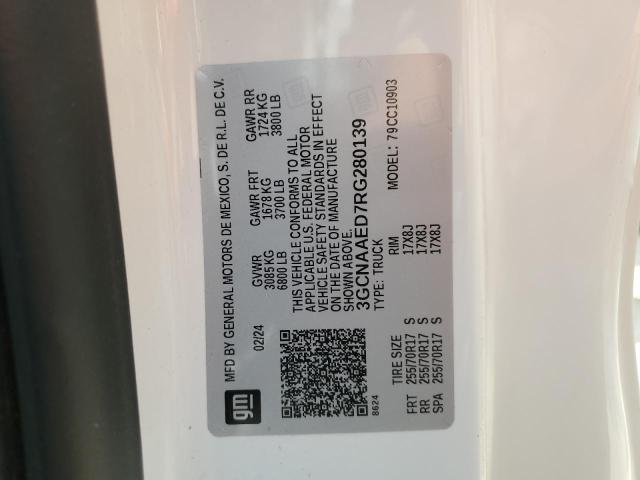 MFD BY GENERAL MOTORS DE MEXICO, S. DE R.L. DE C.V.
02/24 GVWR GAWR FRT GAWR RR
3085 KG 1678 KG 1724 KG
6800 LB 3700 LB 3800 LB
THIS VEHICLE CONFORMS TO ALL
APPLICABLE U.S. FEDERAL MOTOR
VEHICLE SAFETY STANDARDS IN EFFECT
ON THE DATE OF MANUFACTURE
SHOWN ABOVE.
3GCNAAED7RG280139
TYPE: TRUCK MODEL: 79CC10903
gm
8624
TIRE SIZE RIM
FRT 255/70R17 S 17X8J
RR 255/70R17 S 17X8J
SPA 255/70R17 S 17X8J